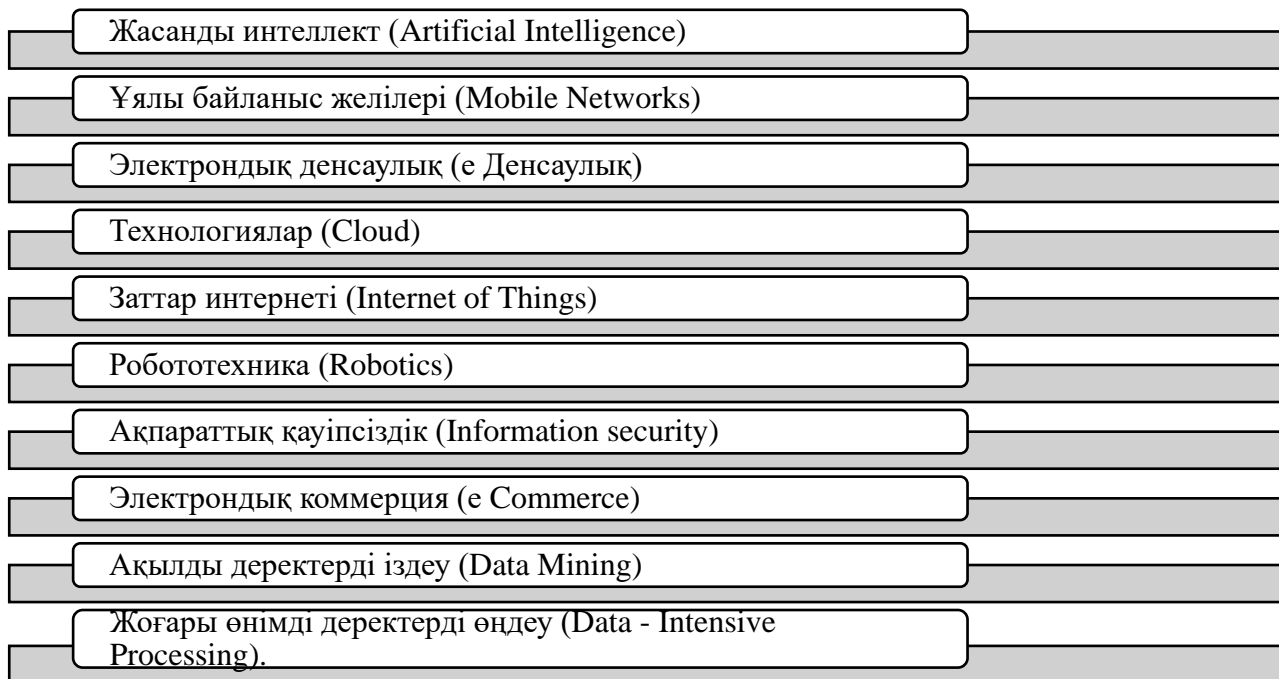 Жасанды интеллект (Artificial Intelligence)
Ұялы байланыс желілері (Mobile Networks)
Электрондық денсаулық (е Денсаулық)
Технологиялар (Cloud)
Заттар интернеті (Internet of Things)
Робототехника (Robotics)
Ақпараттық қауіпсіздік (Information security)
Электрондық коммерция (e Commerce)
Ақылды деректерді іздеу (Data Mining)
Жоғары өнімді деректерді өңдеу (Data - Intensive
Processing).